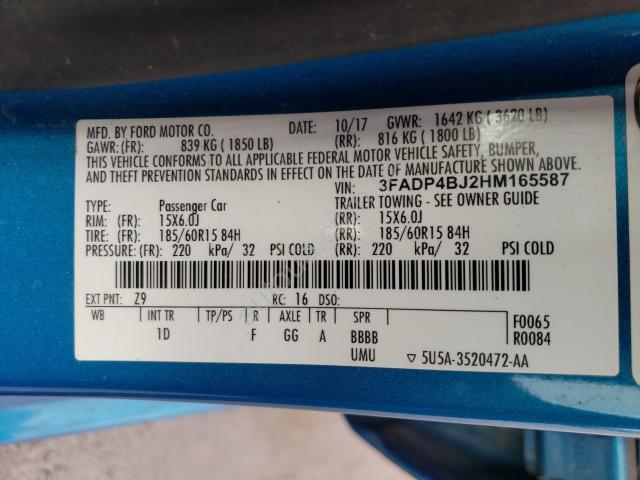 MFD. BY FORD MOTOR CO. DATE: 10/17 GVWR: 1642 KG ( 3620 LB)
GAWR: (FR): 839 KG ( 1850 LB) (RR): 816 KG ( 1800 LB)
THIS VEHICLE CONFORMS TO ALL APPLICABLE FEDERAL MOTOR VEHICLE SAFETY, BUMPER,
AND THEFT PREVENTION STANDARDS IN EFFECT ON THE DATE OF MANUFACTURE SHOWN ABOVE.
VIN: 3FADP4BJ2HM165587
TYPE: Passenger Car TRAILER TOWING - SEE OWNER GUIDE
RIM: (FR): 15X6.0J (RR): 15X6.0J
TIRE: (FR): 185/60R15 84H (RR): 185/60R15 84H
PRESSURE: (FR): 220 kPa/ 32 PSI COLD (RR): 220 kPa/ 32 PSI COLD
EXT PNT: Z9 RC: 16 DSO:
WB INT TR TP/PS R AXLE TR SPR F0065
1D F GG A BBBB R0084
UMU ▽ 5U5A-3520472-AA